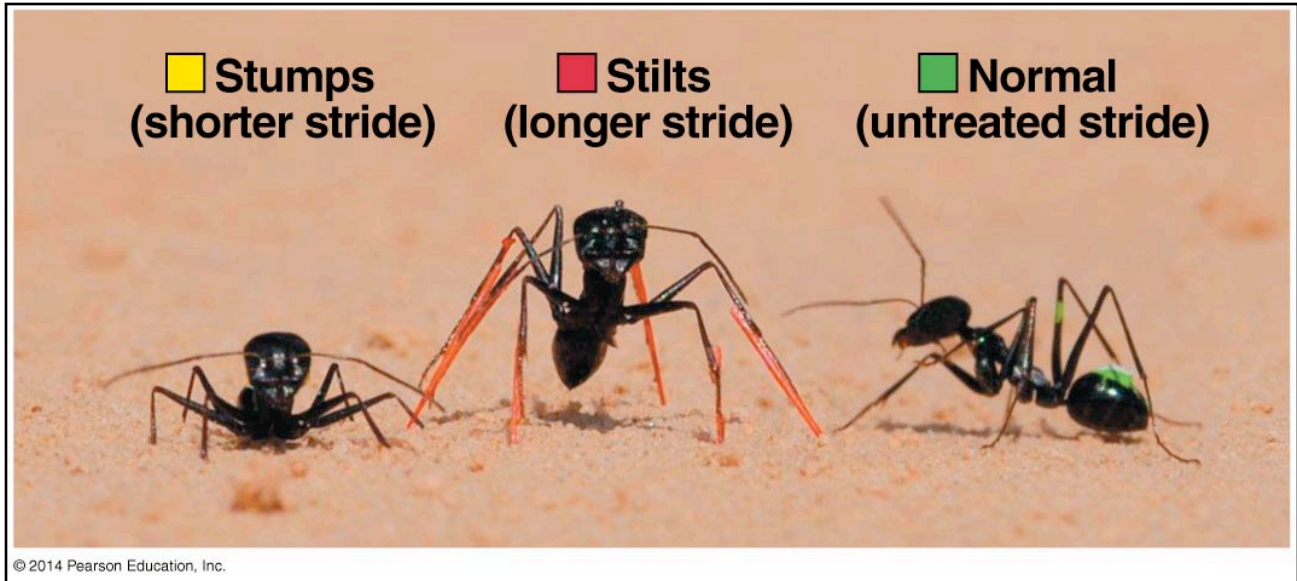 Stumps
(shorter stride)
Stilts
(longer stride)
Normal
(untreated stride)
© 2014 Pearson Education, Inc.